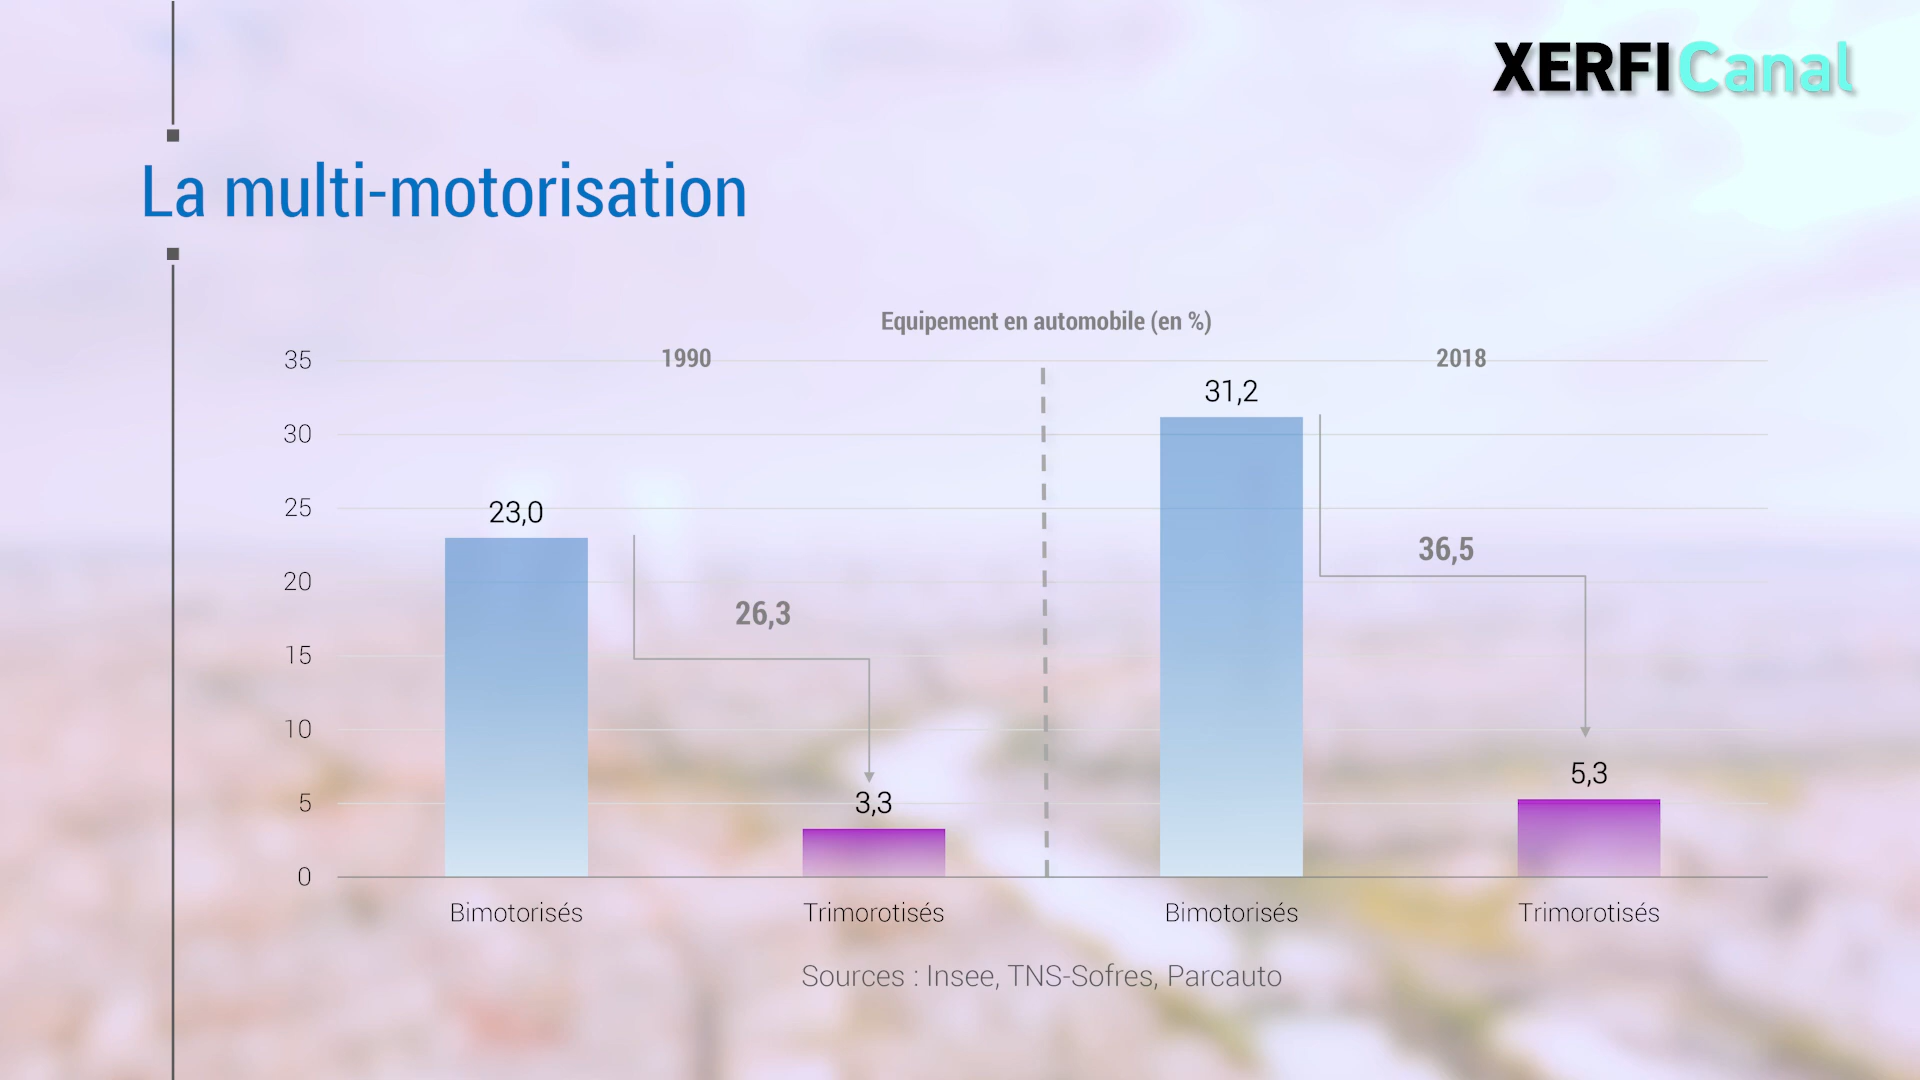 XERFI Canal
La multi-motorisation
Equipement en automobile (en %)
35
1990
2018
31,2
30
25
23,0
36,5
20
26,3
15
10
5,3
5
3,3
0
Bimotorisés
Trimorotisés
Bimotorisés
Trimorotisés
Sources : Insee, TNS-Sofres, Parcauto